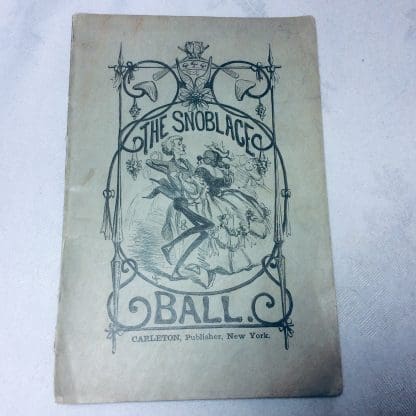 THE SNOBLACE
BALL.
CARLETON, Publisher, New York.